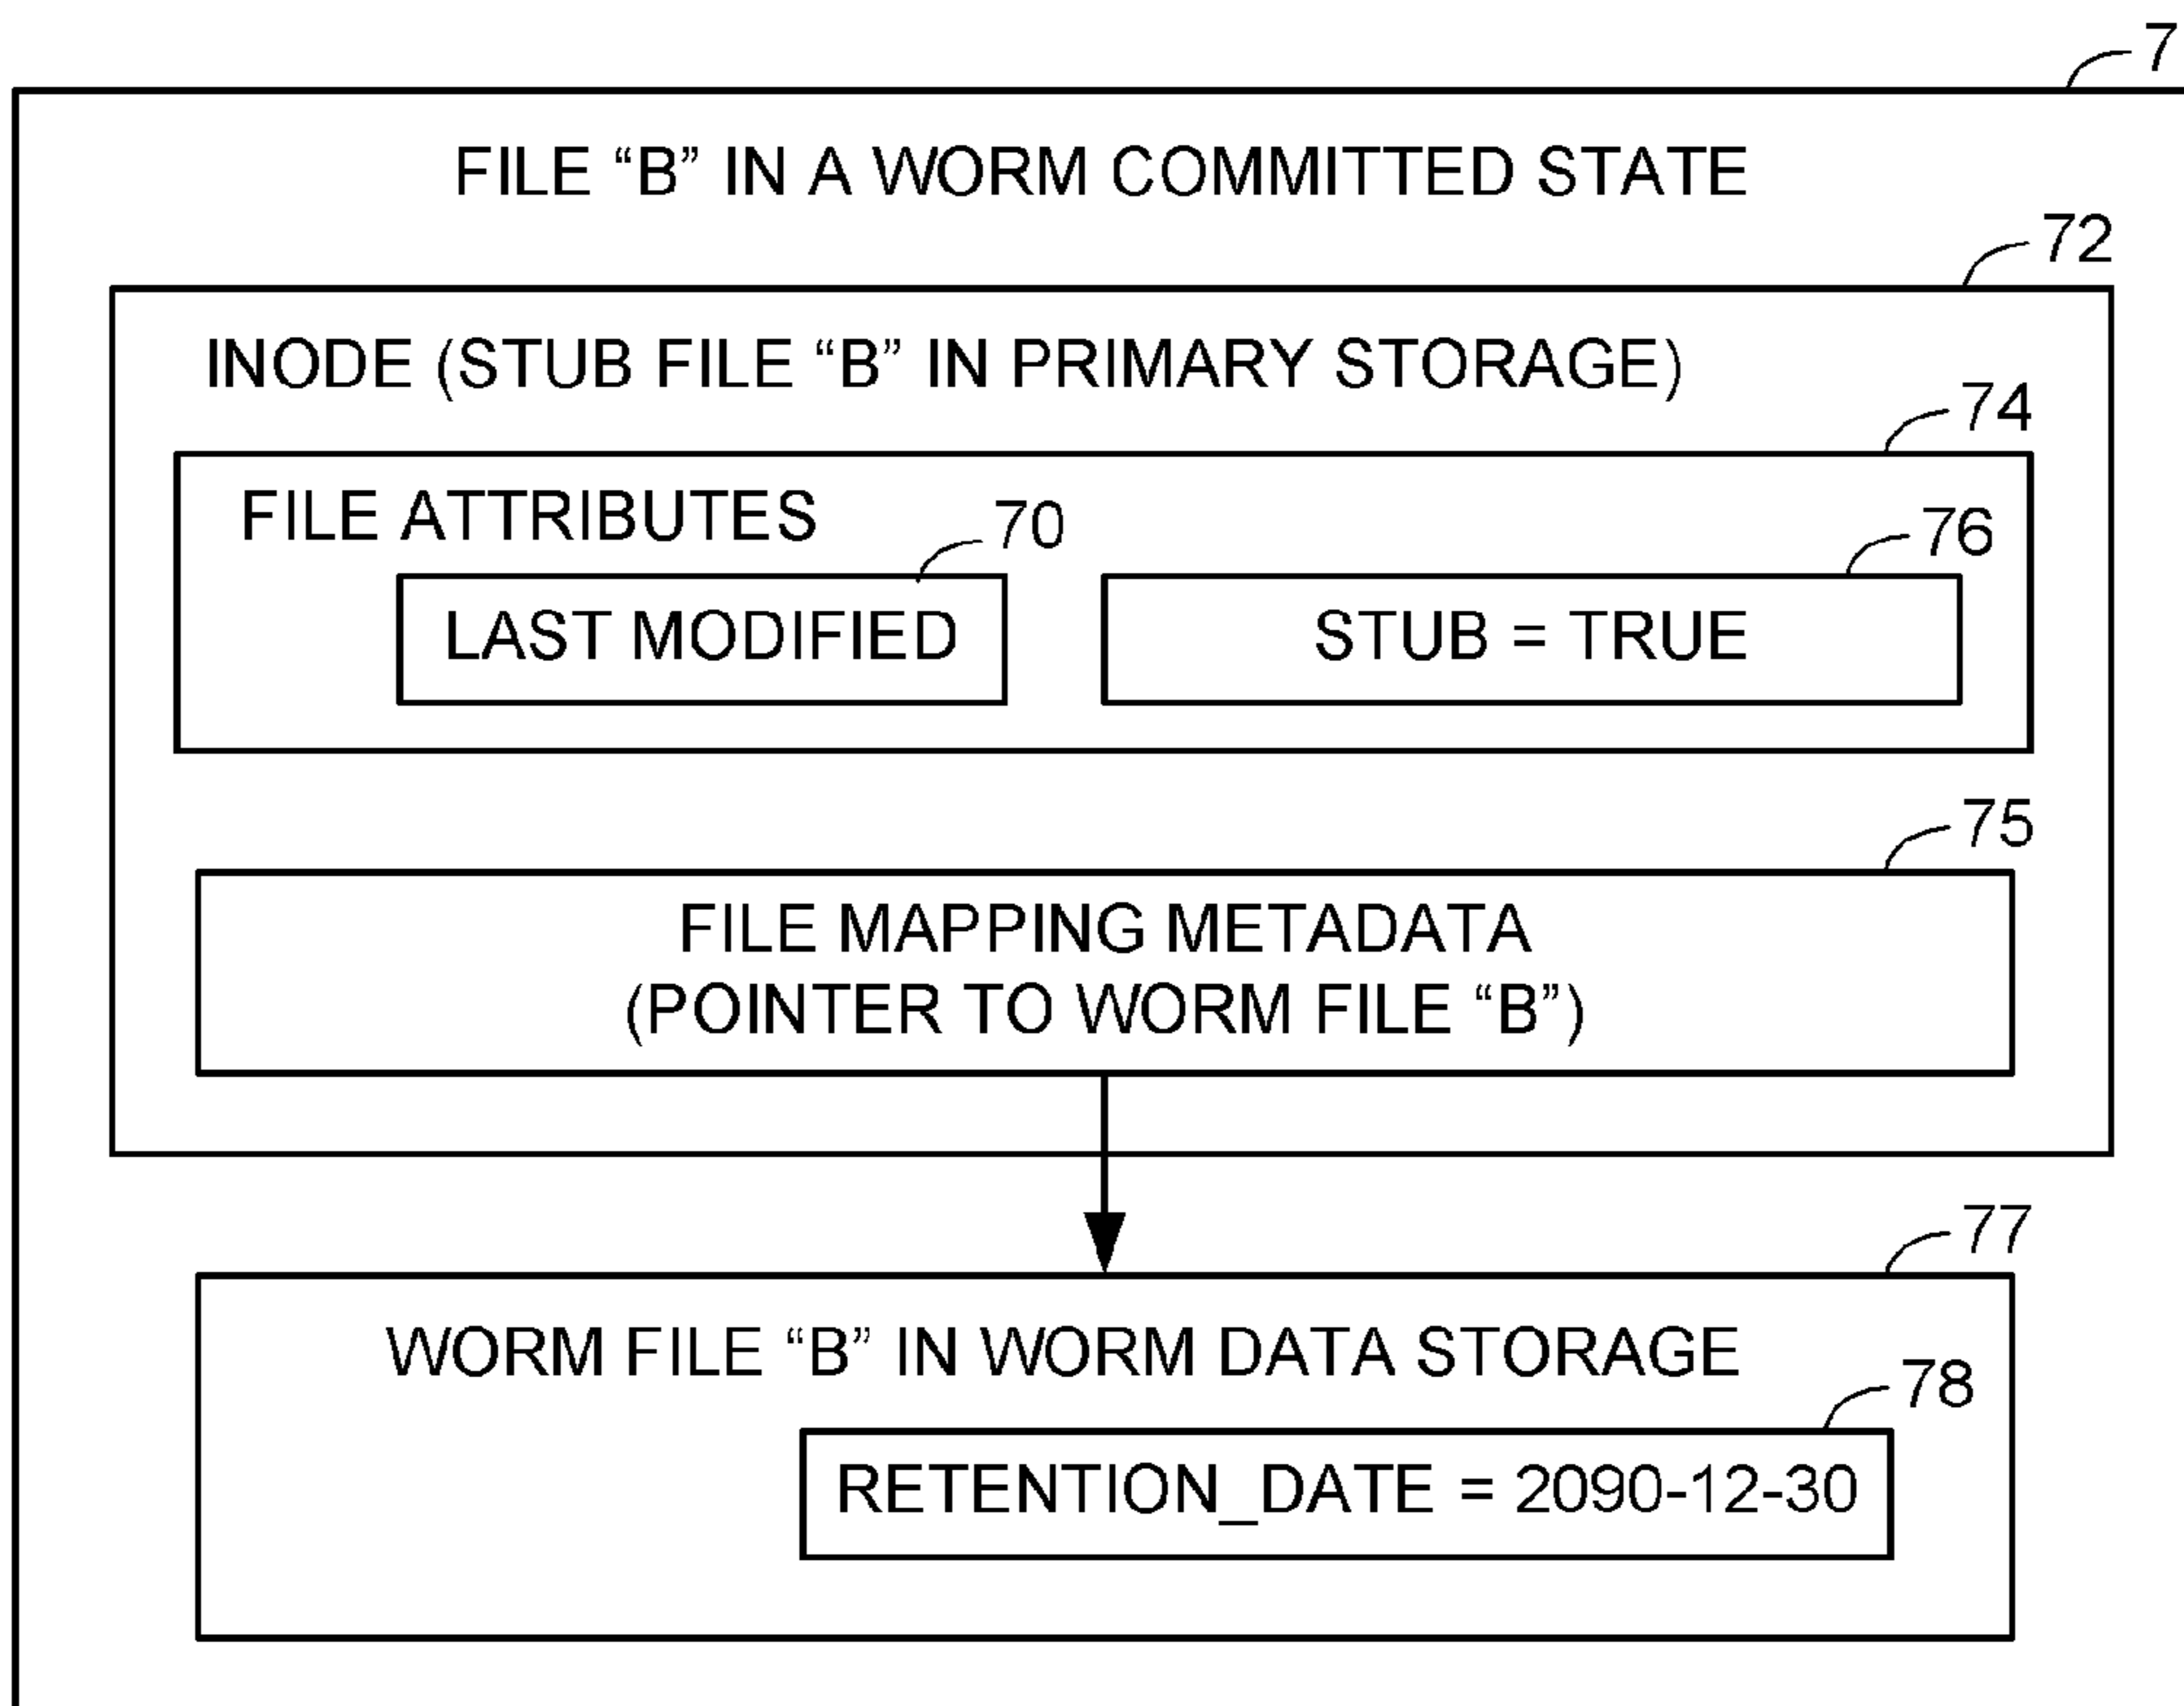 7
FILE “B” IN A WORM COMMITTED STATE
72
INODE (STUB FILE “B” IN PRIMARY STORAGE)
74
FILE ATTRIBUTES
70
76
LAST MODIFIED
STUB = TRUE
75
FILE MAPPING METADATA
(POINTER TO WORM FILE “B”)
77
WORM FILE “B” IN WORM DATA STORAGE
78
RETENTION_DATE = 2090-12-30